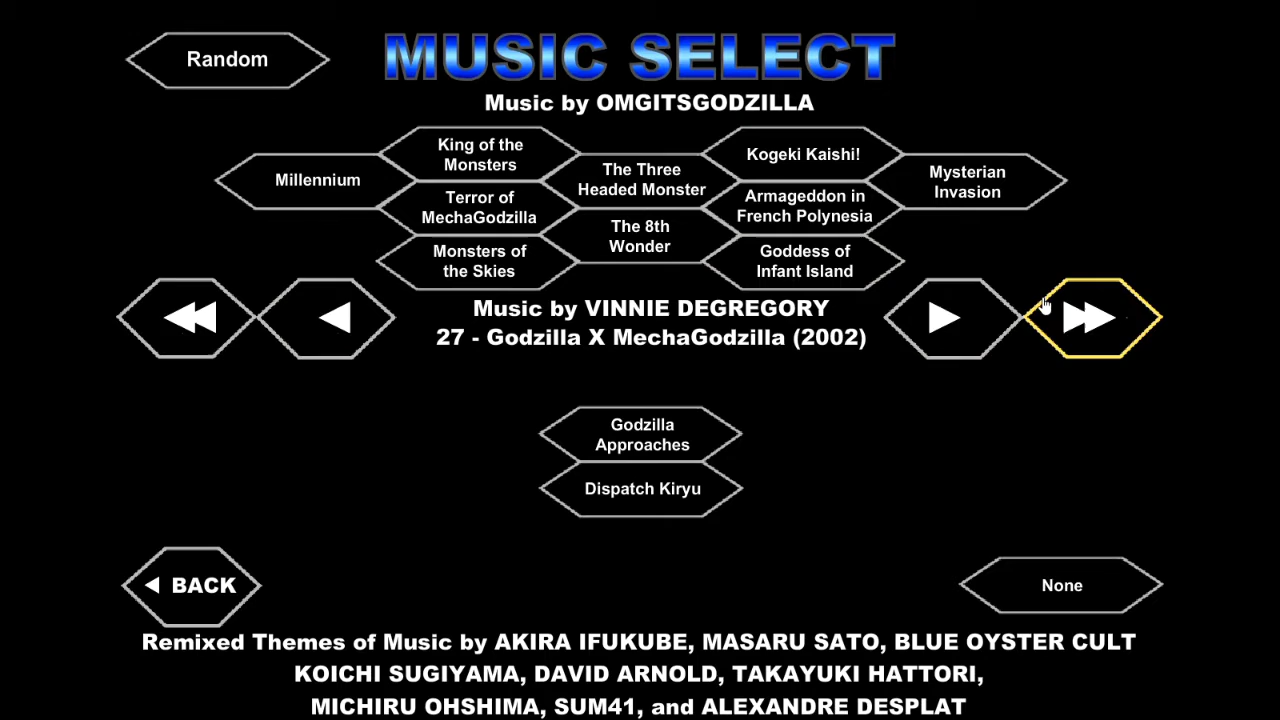 Random
MUSIC SELECT
Music by OMGITSGODZILLA
Millennium
King of the
Monsters
Terror of
MechaGodzilla
Monsters of
the Skies
The Three
Headed Monster
The 8th
Wonder
Kogeki Kaishi!
Armageddon in
French Polynesia
Goddess of
Infant Island
Mysterian
Invasion
Music by VINNIE DEGREGORY
27 - Godzilla X MechaGodzilla (2002)
Godzilla
Approaches
Dispatch Kiryu
BACK
None
Remixed Themes of Music by AKIRA IFUKUBE, MASARU SATO, BLUE OYSTER CULT
KOICHI SUGIYAMA, DAVID ARNOLD, TAKAYUKI HATTORI,
MICHIRU OHSHIMA, SUM41, and ALEXANDRE DESPLAT